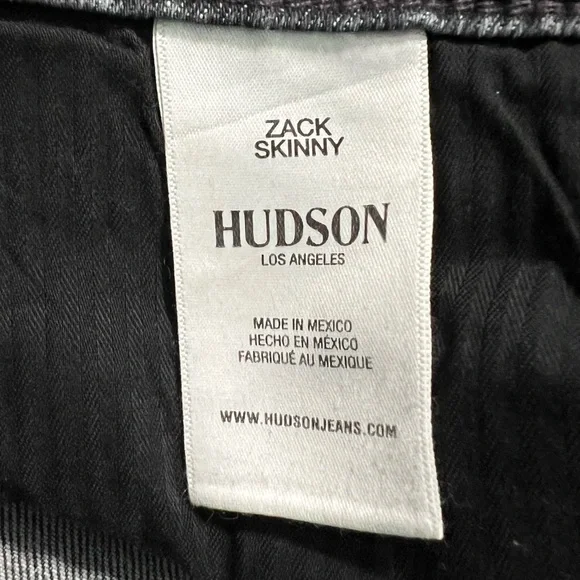 ZACK
SKINNY
HUDSON
LOS ANGELES
MADE IN MEXICO
HECHO EN MÉXICO
FABRIQUÉ AU MEXIQUE
WWW.HUDSONJEANS.COM